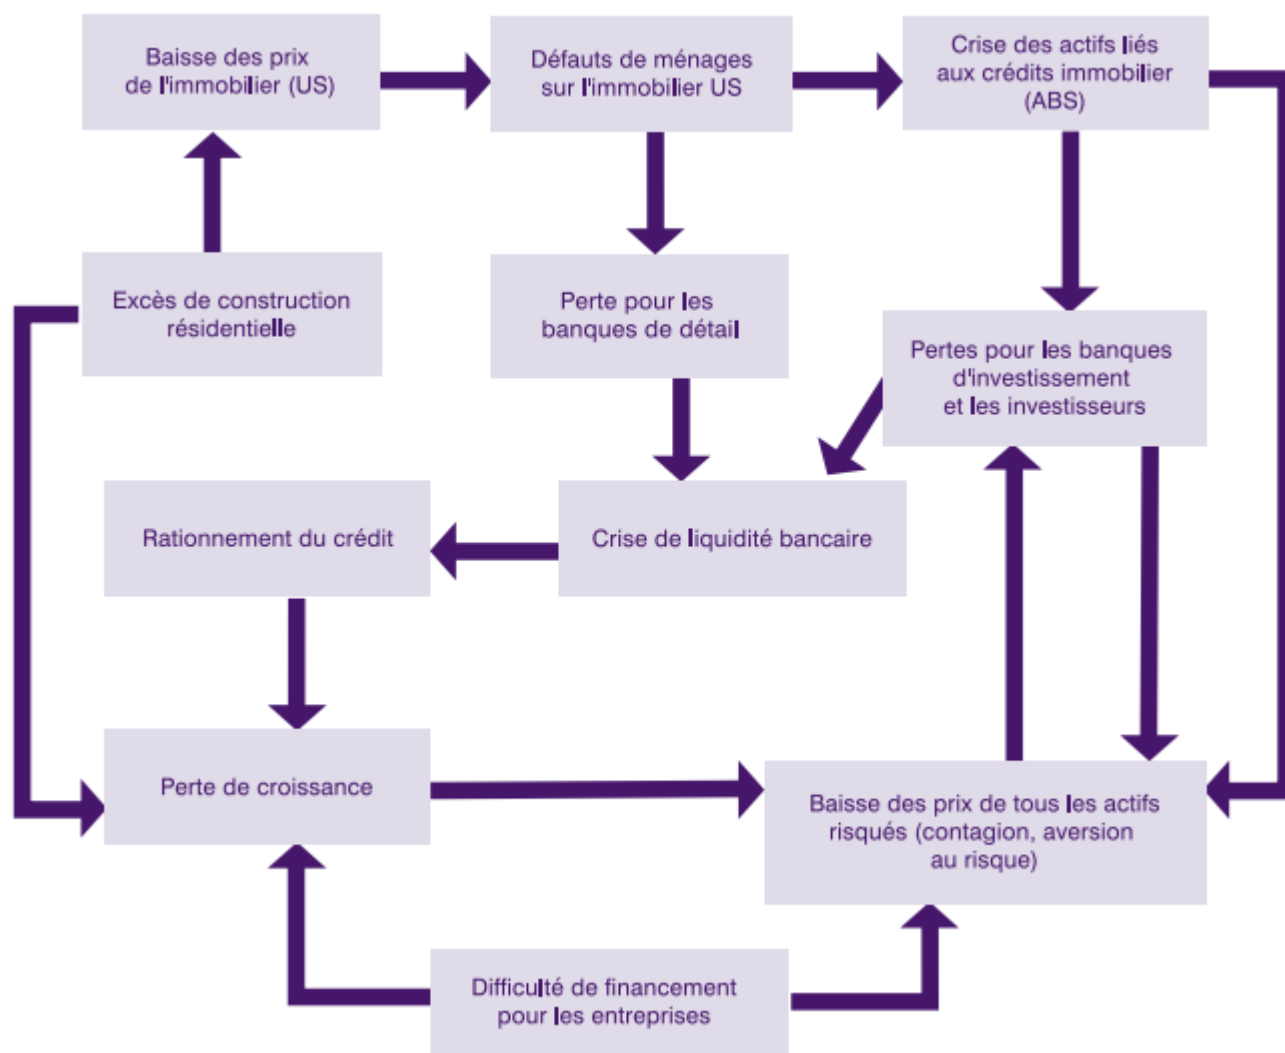 Baisse des prix
de l'immobilier (US)
Défauts de ménages
sur l'immobilier US
Crise des actifs liés
aux crédits immobilier
(ABS)
Excès de construction
résidentielle
Perte pour les
banques de détail
Pertes pour les banques
d'investissement
et les investisseurs
Rationnement du crédit
Crise de liquidité bancaire
Perte de croissance
Baisse des prix de tous les actifs
risqués (contagion, aversion
au risque)
Difficulté de financement
pour les entreprises